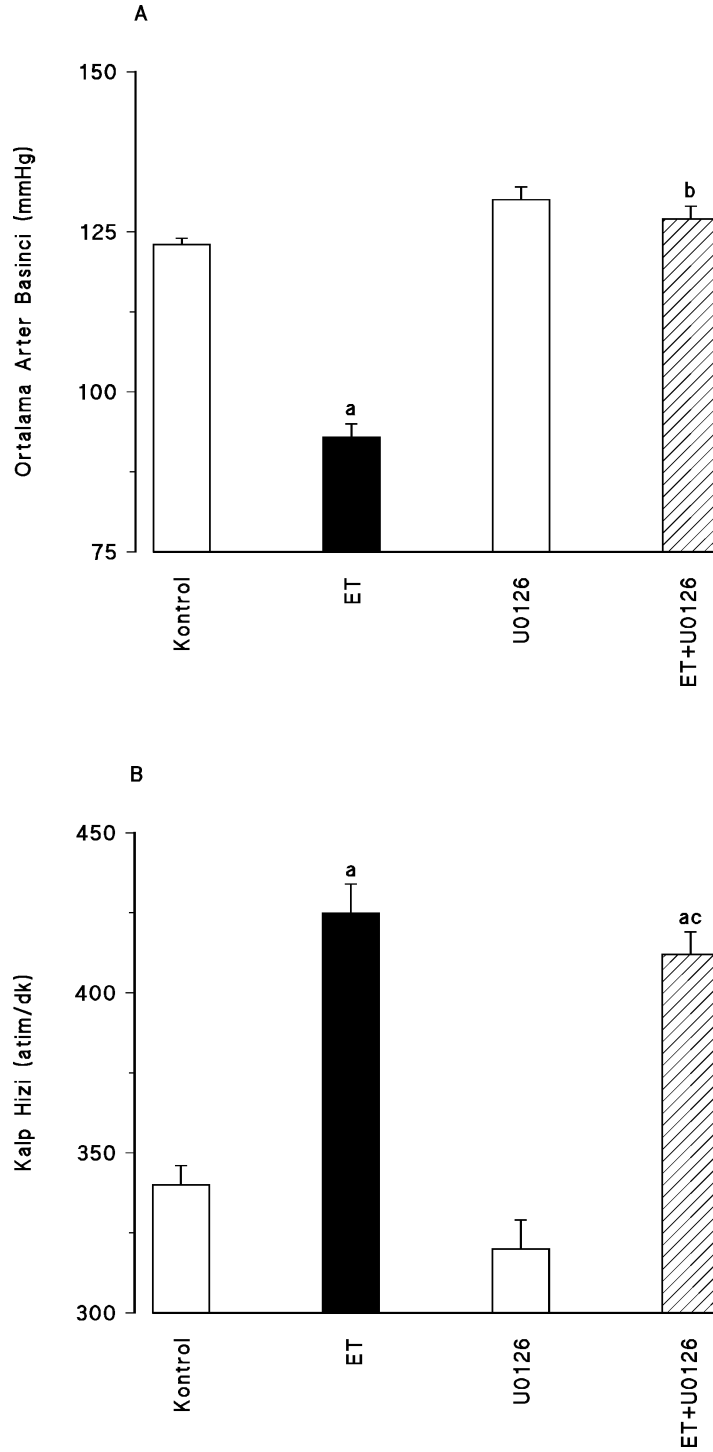 A
Ortalama Arter Basinci (mmHg)
150
125
100
75
a
b
Kontrol
ET
U0126
ET+U0126
B
Kalp Hizi (atim/dk)
450
400
350
300
a
ac
Kontrol
ET
U0126
ET+U0126